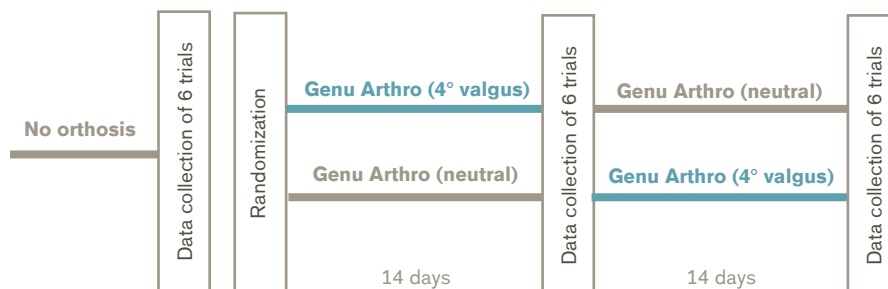 No orthosis
Data collection of 6 trials
Randomization
Genu Arthro (4° valgus)
Genu Arthro (neutral)
14 days
Data collection of 6 trials
Genu Arthro (neutral)
Genu Arthro (4° valgus)
14 days
Data collection of 6 trials